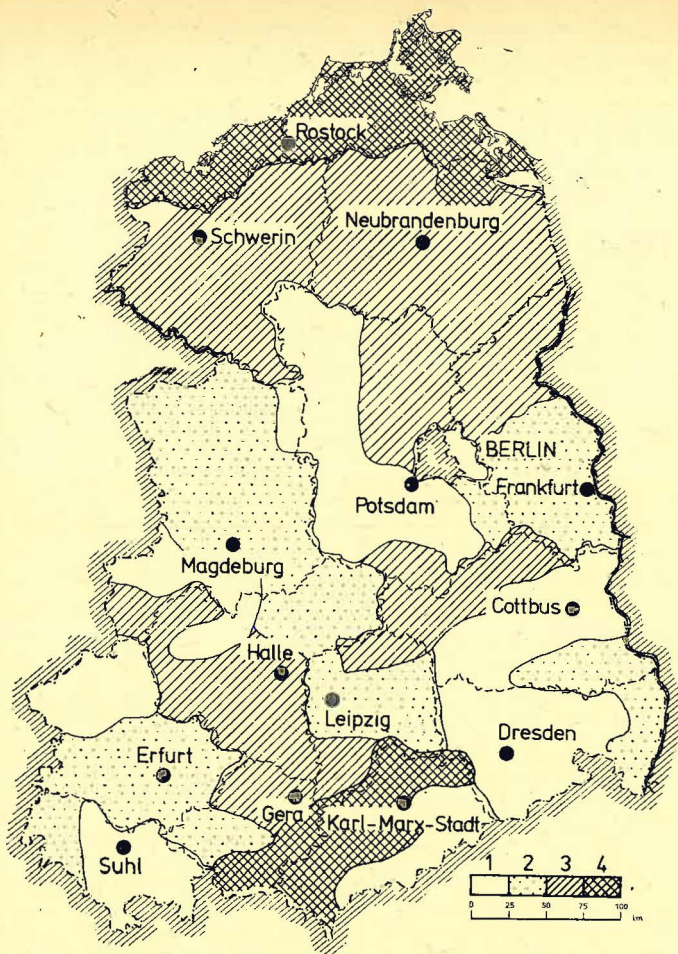 Rostock
Schwerin
Neubrandenburg
BERLIN
Potsdam
Frankfurt
Magdeburg
Cottbus
Halle
Leipzig
Dresden
Erfurt
Gera
Karl-Marx-Stadt
Suhl
1 2 3 4
0 25 50 75 100
km